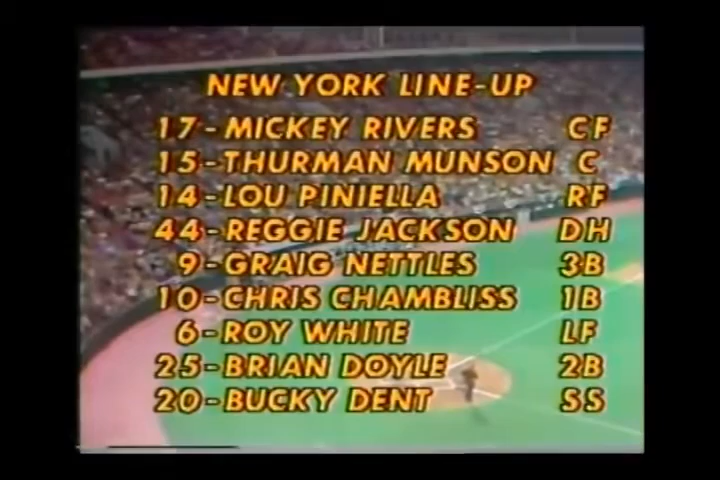 NEW YORK LINE-UP
17-MICKEY RIVERS CF
15-THURMAN MUNSON C
14-LOU PINIELLA RF
44-REGGIE JACKSON DH
9-GRAIG NETTLES 3B
10-CHRIS CHAMBLISS 1B
6-ROY WHITE LF
25-BRIAN DOYLE 2B
20-BUCKY DENT SS